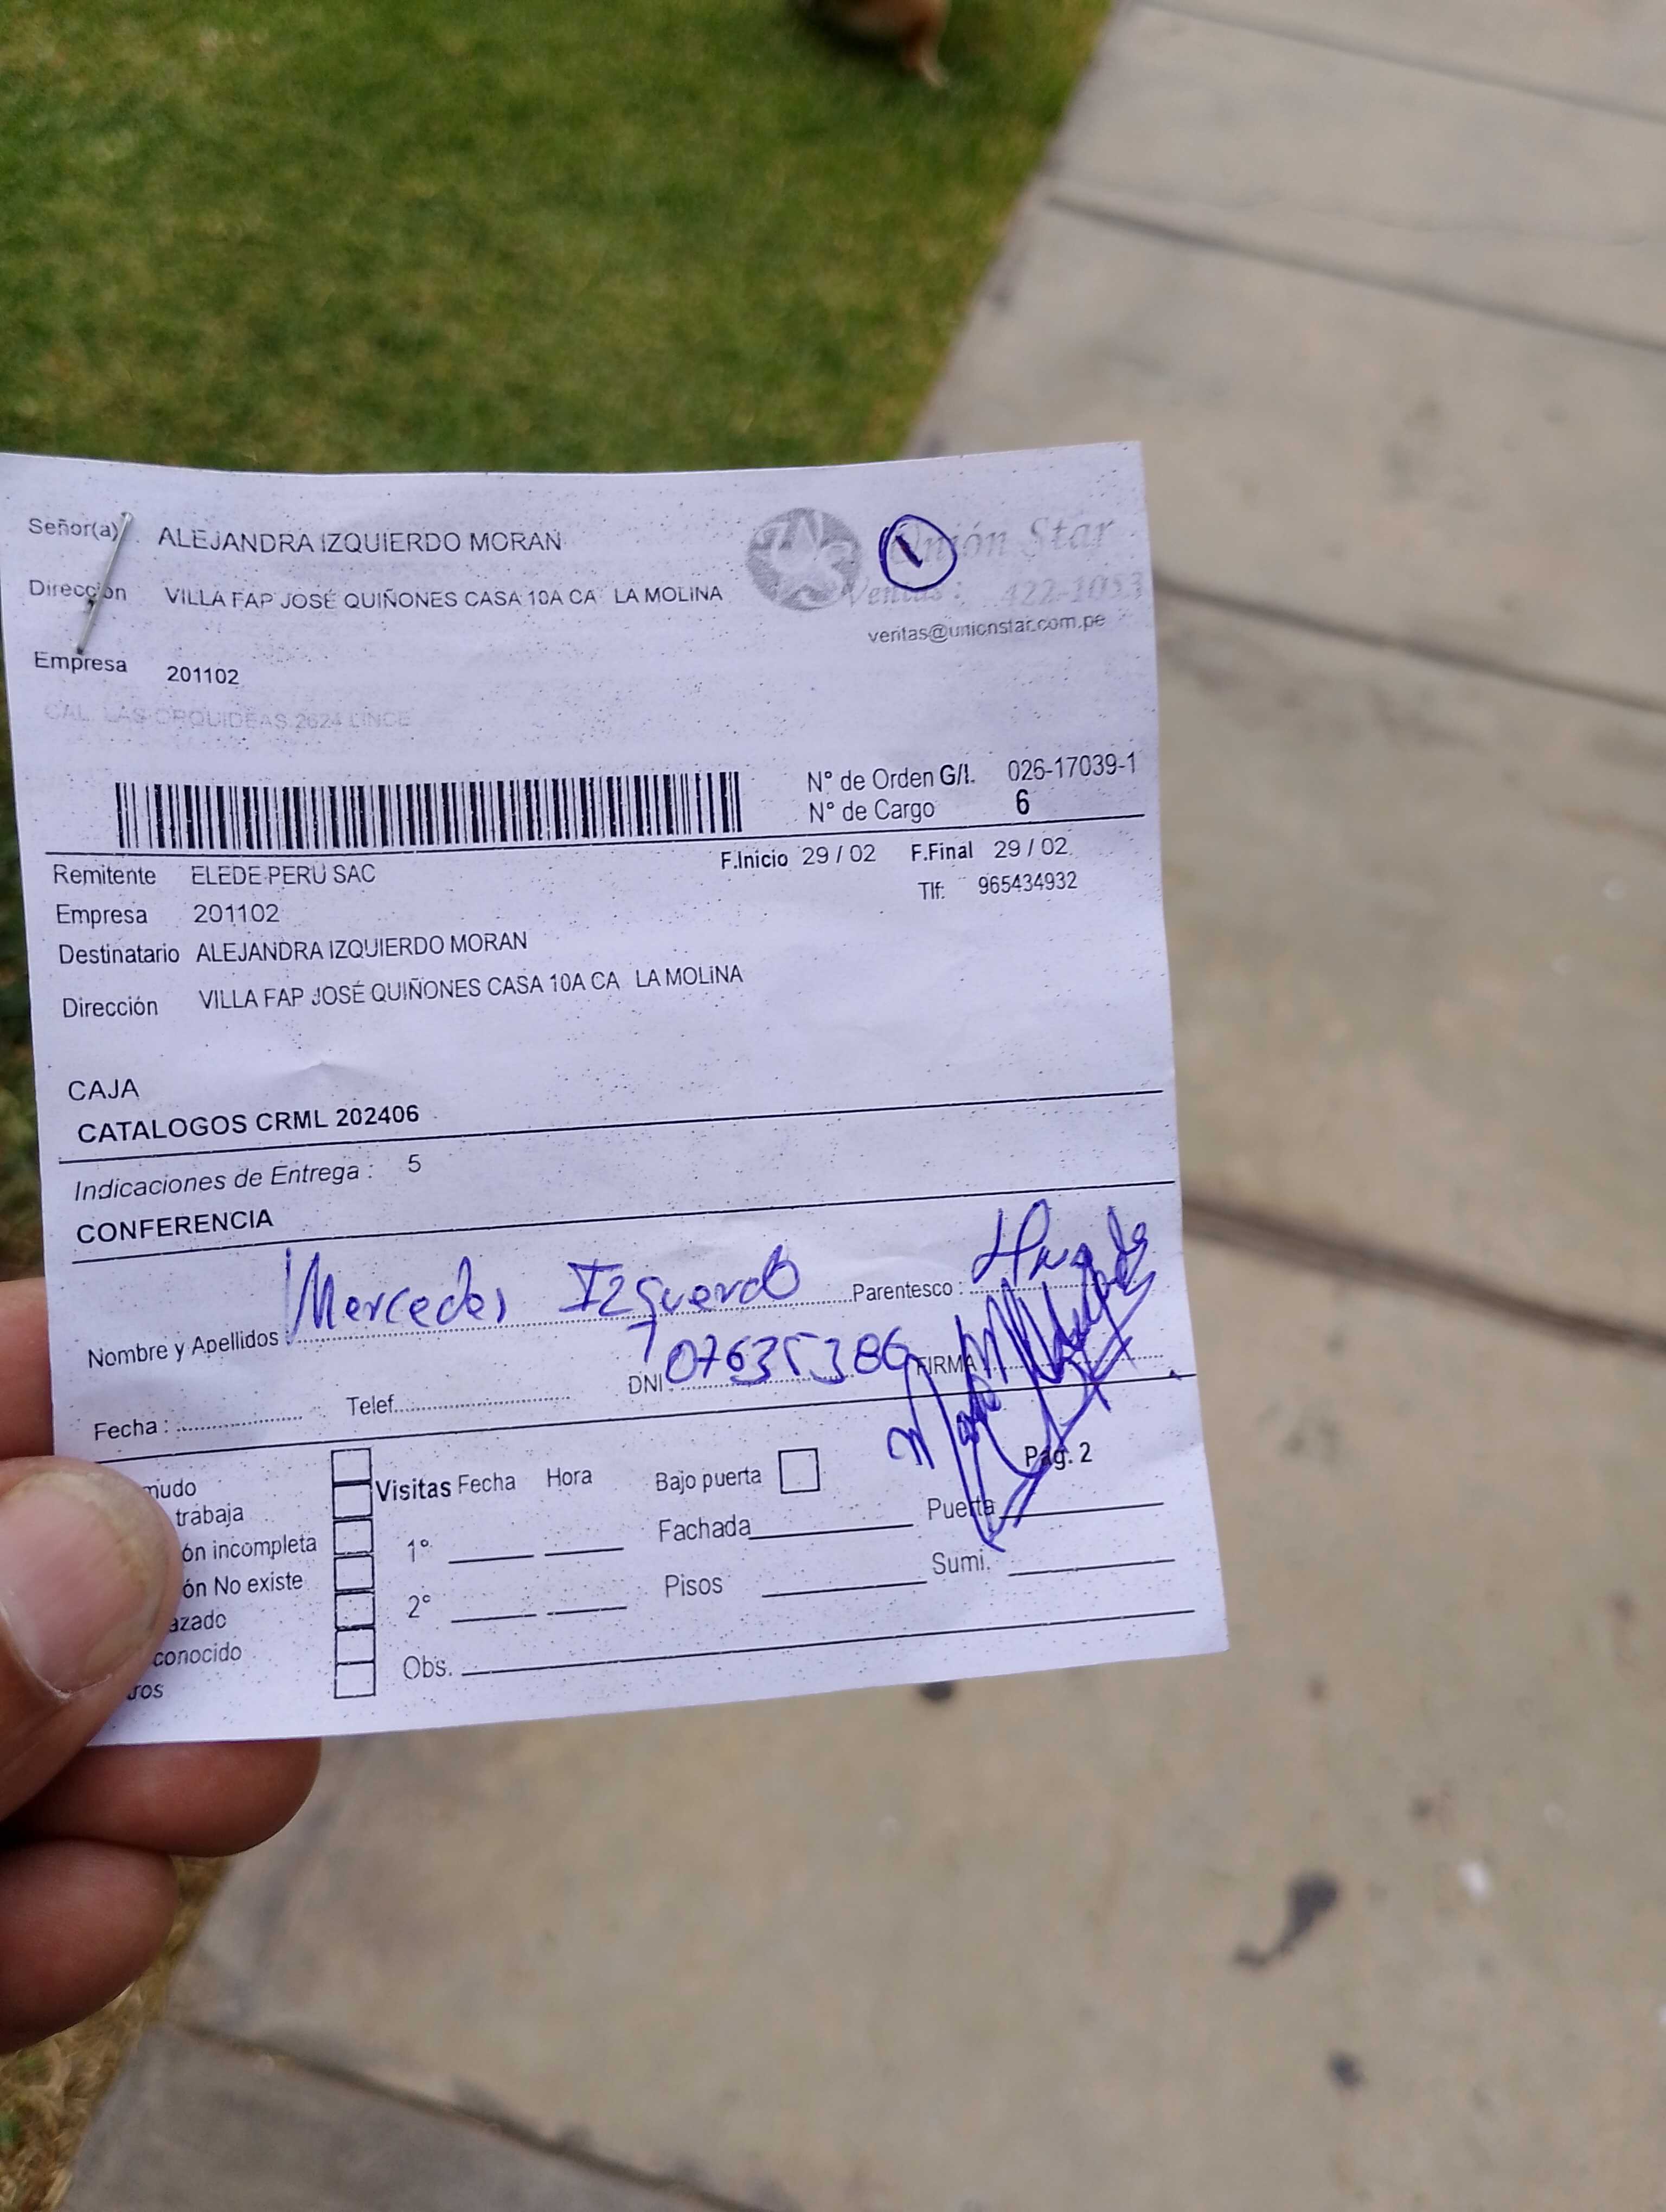 Señor(a) ALEJANDRA IZQUIERDO MORAN
Unión Star
Dirección VILLA FAP JOSÉ QUIÑONES CASA 10A CA LA MOLINA
Ventas: 422-1053
ventas@unionstar.com.pe
Empresa 201102
CAL. LAS ORQUIDEAS 2624 LINCE
N° de Orden G/I. 026-17039-1
N° de Cargo 6
Remitente ELEDE PERU SAC F.Inicio 29 / 02 F.Final 29 / 02
Empresa 201102 Tlf: 965434932
Destinatario ALEJANDRA IZQUIERDO MORAN
Dirección VILLA FAP JOSÉ QUIÑONES CASA 10A CA LA MOLINA
CAJA
CATALOGOS CRML 202406
Indicaciones de Entrega : 5
CONFERENCIA
Nombre y Apellidos : Mercedes Izquierdo Parentesco :
Fecha : Telef. DNI : 07635386 FIRMA
Pág. 2
mudo Visitas Fecha Hora Bajo puerta
trabaja Fachada Puerta
ón incompleta 1°
ón No existe Pisos Sumi.
azado 2°
conocido Obs.
ros